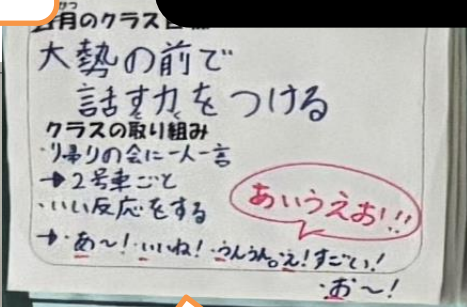 月のクラス目標
大勢の前で
話す力をつける
クラスの取り組み
・帰りの会に一人一言
→2号車ごと
・いい反応をする
あいうえお!!!
→・あ〜!・いいね!・うんうん。え!すごい!
・お〜!